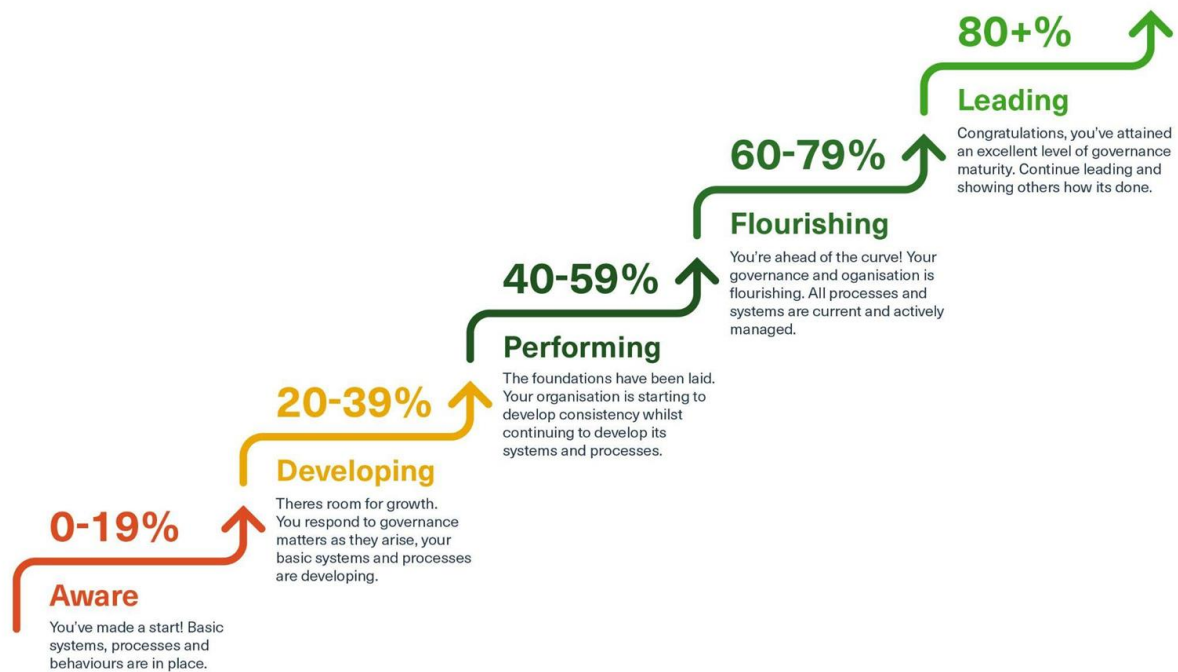 80+%
Leading
Congratulations, you've attained
an excellent level of governance
maturity. Continue leading and
showing others how its done.
60-79%
Flourishing
You're ahead of the curve! Your
governance and oganisation is
flourishing. All processes and
systems are current and actively
managed.
40-59%
Performing
The foundations have been laid.
Your organisation is starting to
develop consistency whilst
continuing to develop its
systems and processes.
20-39%
Developing
Theres room for growth.
You respond to governance
matters as they arise, your
basic systems and processes
are developing.
0-19%
Aware
You've made a start! Basic
systems, processes and
behaviours are in place.